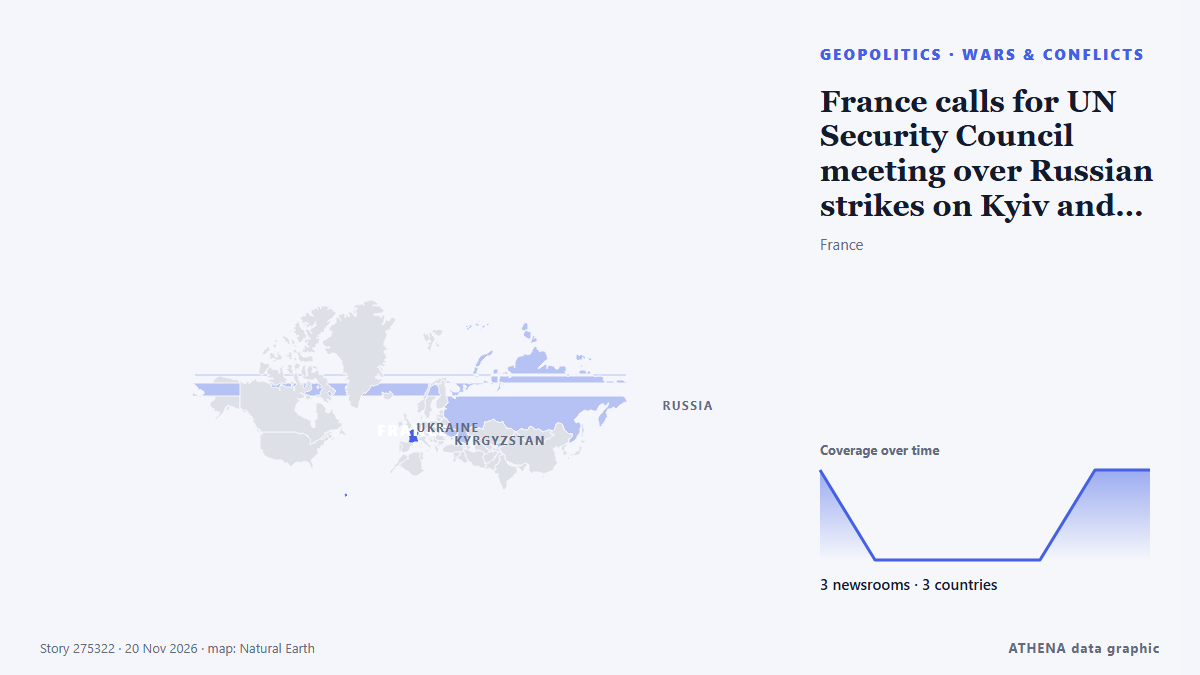 GEOPOLITICS · WARS & CONFLICTS
France calls for UN
Security Council
meeting over Russian
strikes on Kyiv and...
France
RUSSIA
UKRAINE
KYRGYZSTAN
Coverage over time
3 newsrooms · 3 countries
Story 275322 · 20 Nov 2026 · map: Natural Earth
ATHENA data graphic